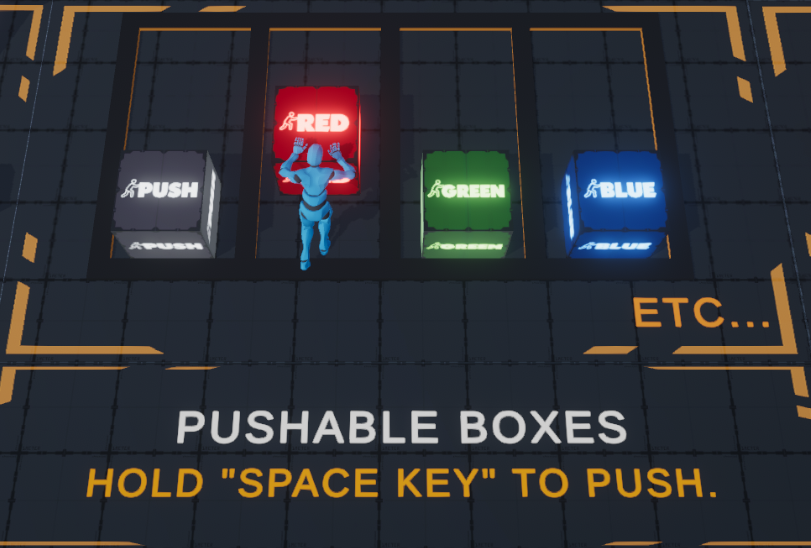 RED
PUSH
GREEN
BLUE
PUSH
GREEN
BLUE
ETC...
PUSHABLE BOXES
HOLD "SPACE KEY" TO PUSH.